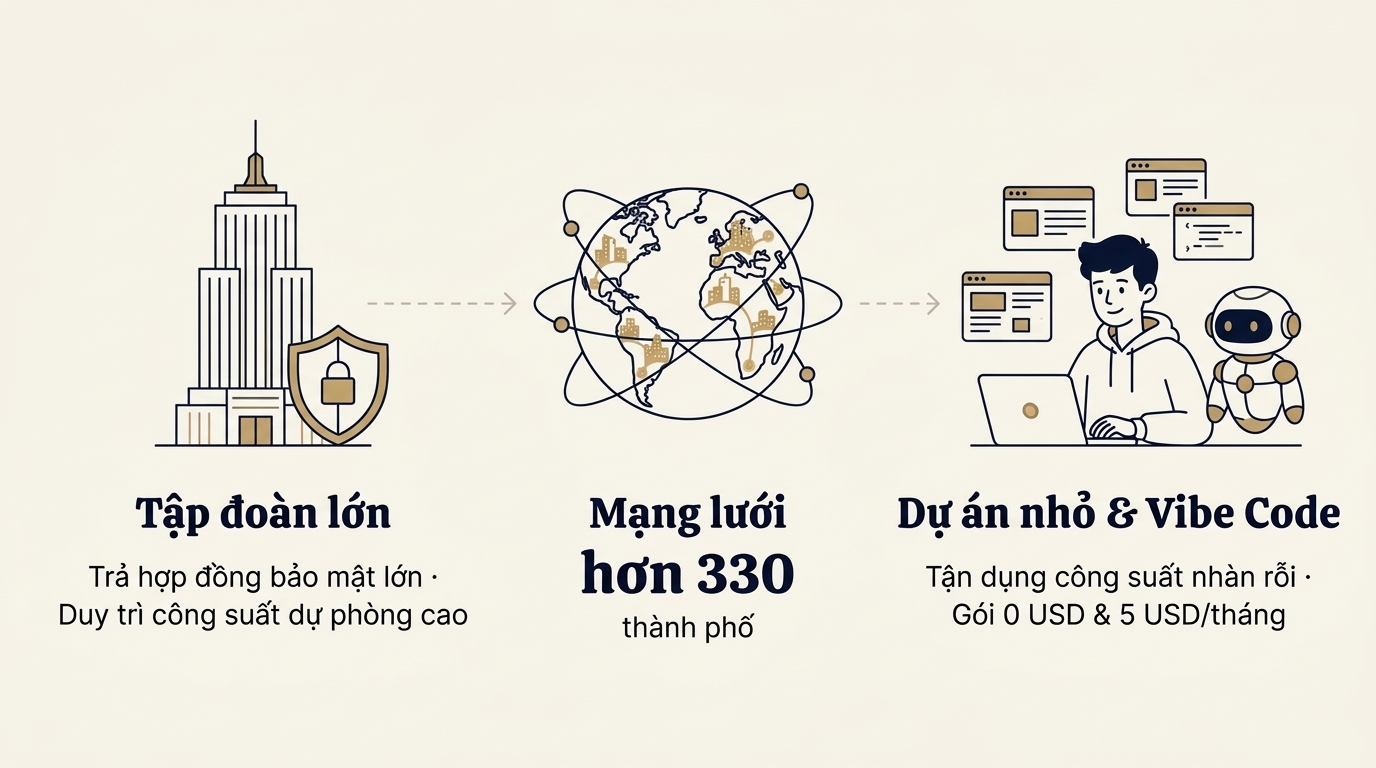 Tập đoàn lớn
Trả hợp đồng bảo mật lớn ·
Duy trì công suất dự phòng cao
Mạng lưới
hơn 330
thành phố
Dự án nhỏ & Vibe Code
Tận dụng công suất nhàn rỗi ·
Gói 0 USD & 5 USD/tháng